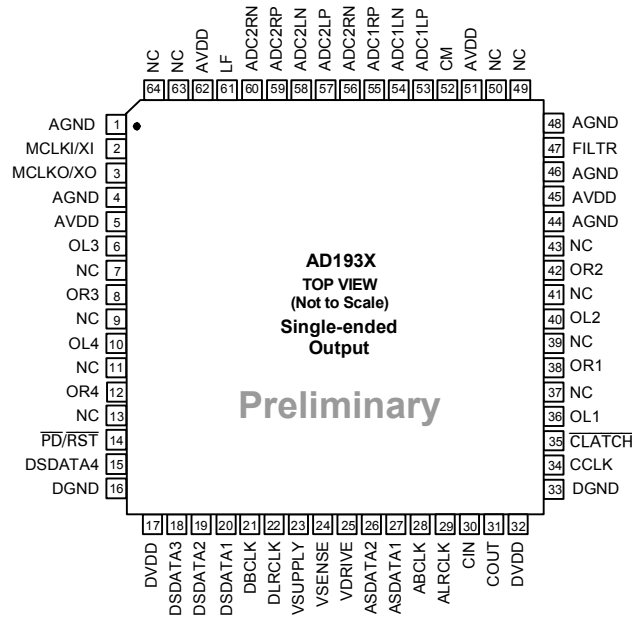 NC
NC
AVDD
LF
ADC2RN
ADC2RP
ADC2LN
ADC2LP
ADC2RN
ADC1RP
ADC1LN
ADC1LP
CM
AVDD
NC
NC
64 63 62 61 60 59 58 57 56 55 54 53 52 51 50 49
AGND 1
MCLKI/XI 2
MCLKO/XO 3
AGND 4
AVDD 5
OL3 6
NC 7
OR3 8
NC 9
OL4 10
NC 11
OR4 12
NC 13
PD/RST 14
DSDATA4 15
DGND 16
AD193X
TOP VIEW
(Not to Scale)
Single-ended
Output
Preliminary
48 AGND
47 FILTR
46 AGND
45 AVDD
44 AGND
43 NC
42 OR2
41 NC
40 OL2
39 NC
38 OR1
37 NC
36 OL1
35 CLATCH
34 CCLK
33 DGND
17 18 19 20 21 22 23 24 25 26 27 28 29 30 31 32
DVDD
DSDATA3
DSDATA2
DSDATA1
DBCLK
DLRCLK
VSUPPLY
VSENSE
VDRIVE
ASDATA2
ASDATA1
ABCLK
ALRCLK
CIN
COUT
DVDD